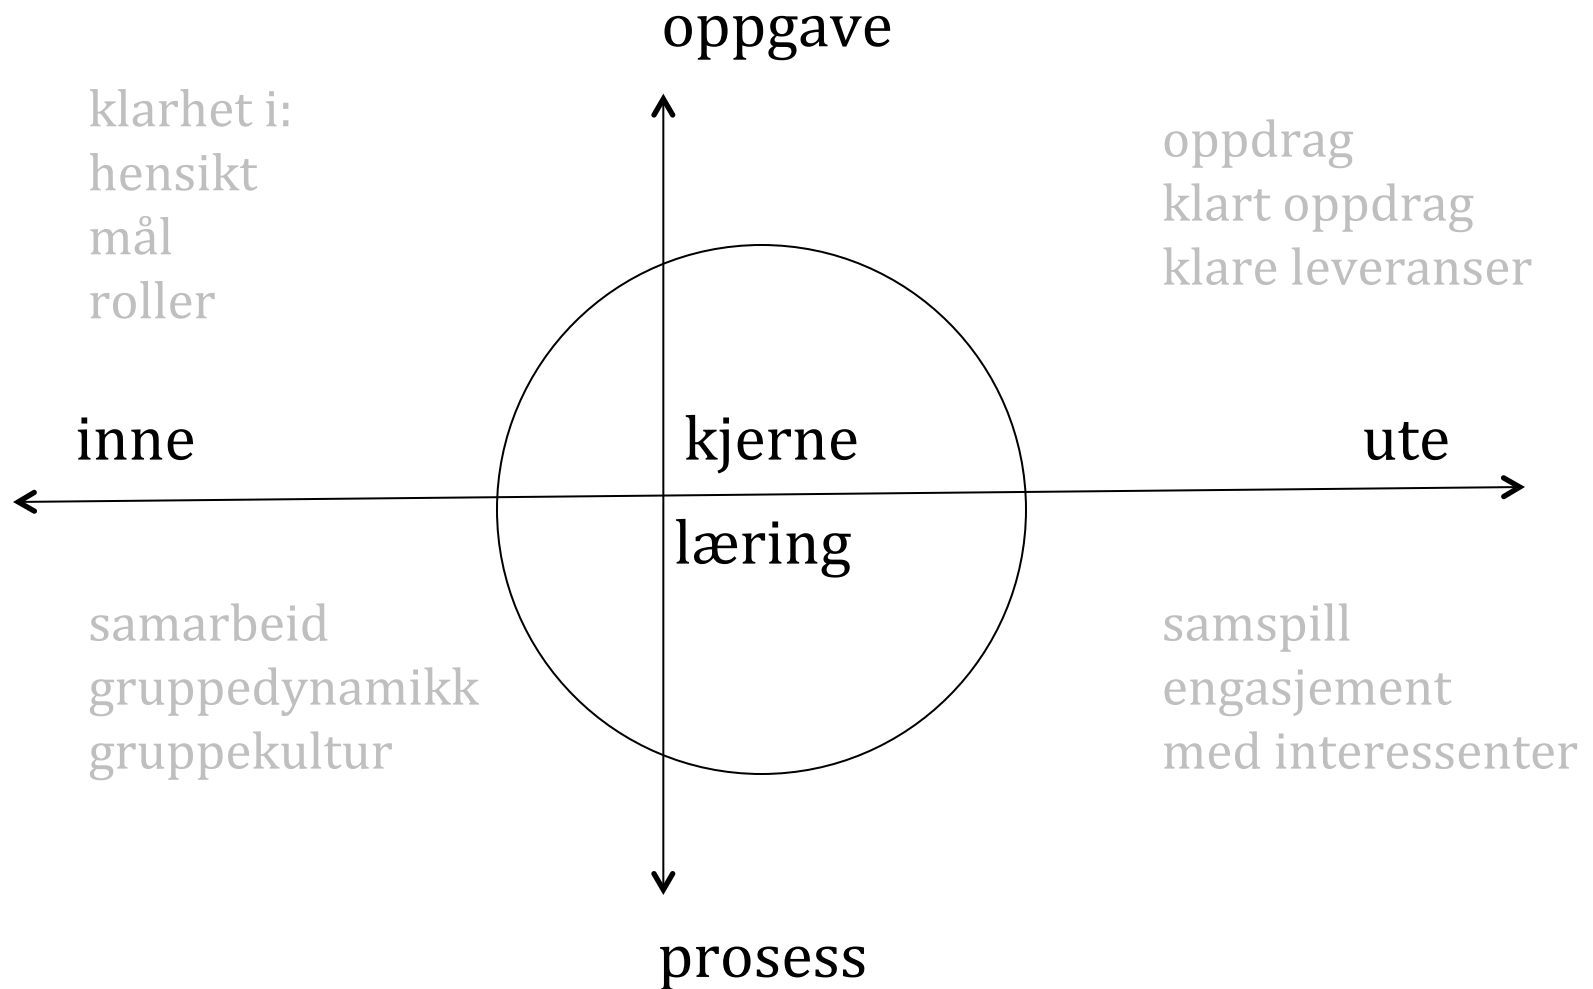 oppgave
klarhet i:
hensikt
mål
roller
oppdrag
klart oppdrag
klare leveranser
inne
kjerne
ute
læring
samarbeid
gruppedynamikk
gruppekultur
samspill
engasjement
med interessenter
prosess